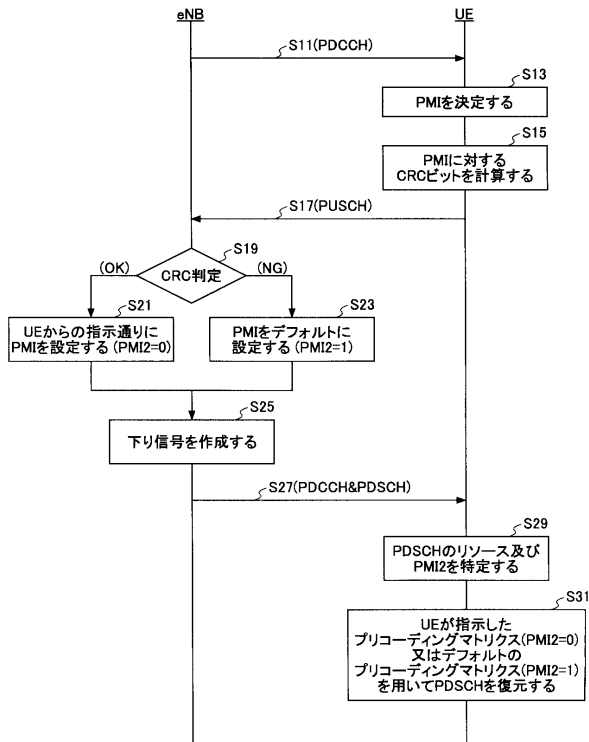 eNB
UE
S11(PDCCH)
S13
PMIを決定する
S15
PMIに対する
CRCビットを計算する
S17(PUSCH)
S19
(OK)
CRC判定
(NG)
S21
UEからの指示通りに
PMIを設定する(PMI2=0)
S23
PMIをデフォルトに
設定する(PMI2=1)
S25
下り信号を作成する
S27(PDCCH&PDSCH)
S29
PDSCHのリソース及び
PMI2を特定する
S31
UEが指示した
プリコーディングマトリクス(PMI2=0)
又はデフォルトの
プリコーディングマトリクス(PMI2=1)
を用いてPDSCHを復元する